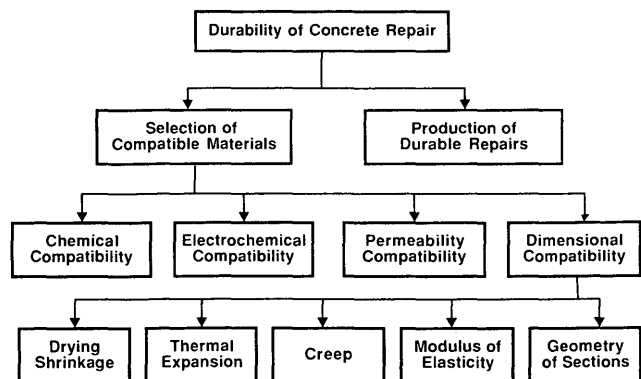 Durability of Concrete Repair
Selection of
Compatible Materials
Production of
Durable Repairs
Chemical
Compatibility
Electrochemical
Compatibility
Permeability
Compatibility
Dimensional
Compatibility
Drying
Shrinkage
Thermal
Expansion
Creep
Modulus of
Elasticity
Geometry
of Sections